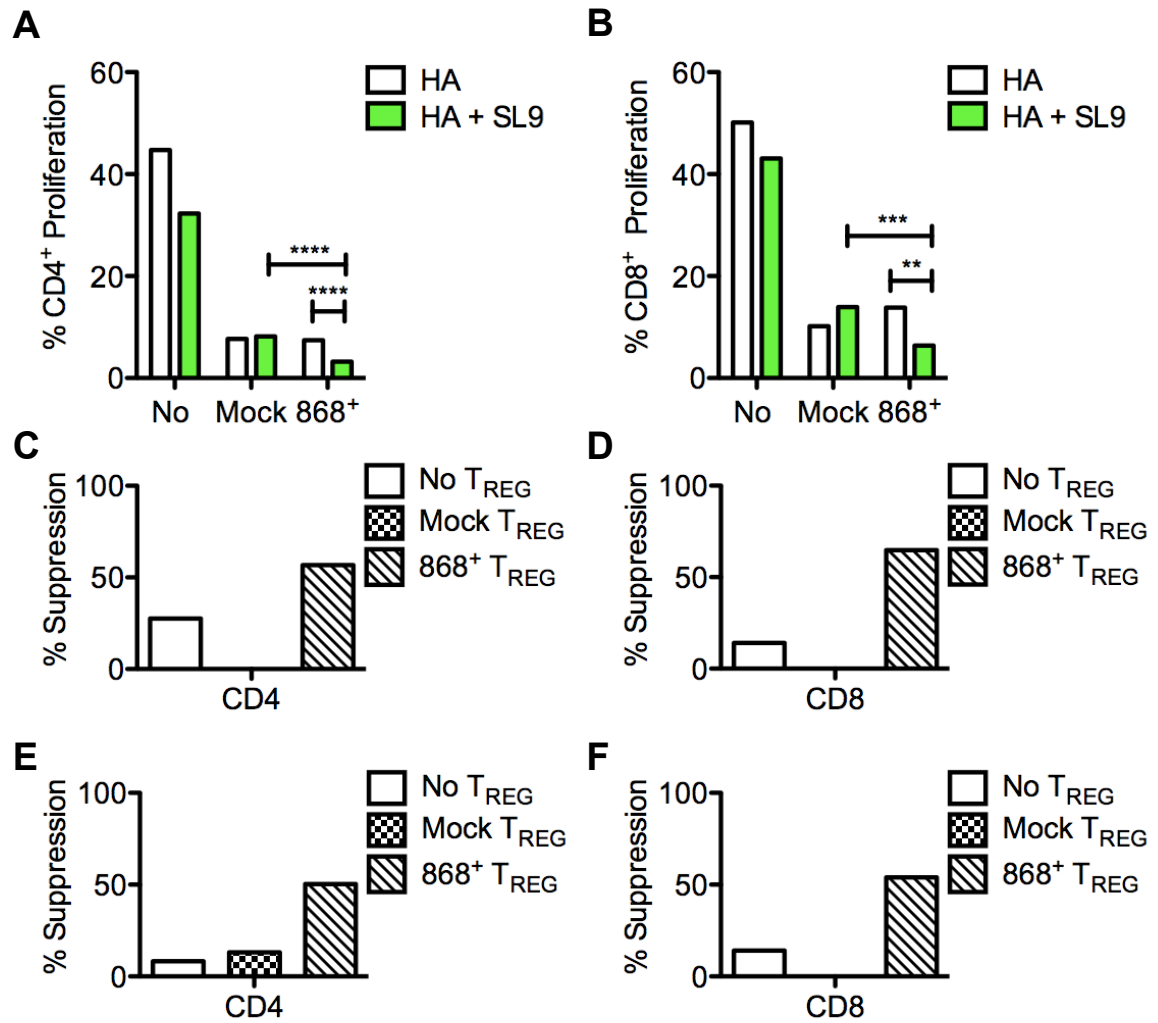 A
% CD4+ Proliferation
60
40
20
0
HA
HA + SL9
****
****
No Mock 868+
B
% CD8+ Proliferation
60
40
20
0
HA
HA + SL9
***
**
No Mock 868+
C
% Suppression
100
50
0
No TREG
Mock TREG
868+ TREG
CD4
D
% Suppression
100
50
0
No TREG
Mock TREG
868+ TREG
CD8
E
% Suppression
100
50
0
No TREG
Mock TREG
868+ TREG
CD4
F
% Suppression
100
50
0
No TREG
Mock TREG
868+ TREG
CD8